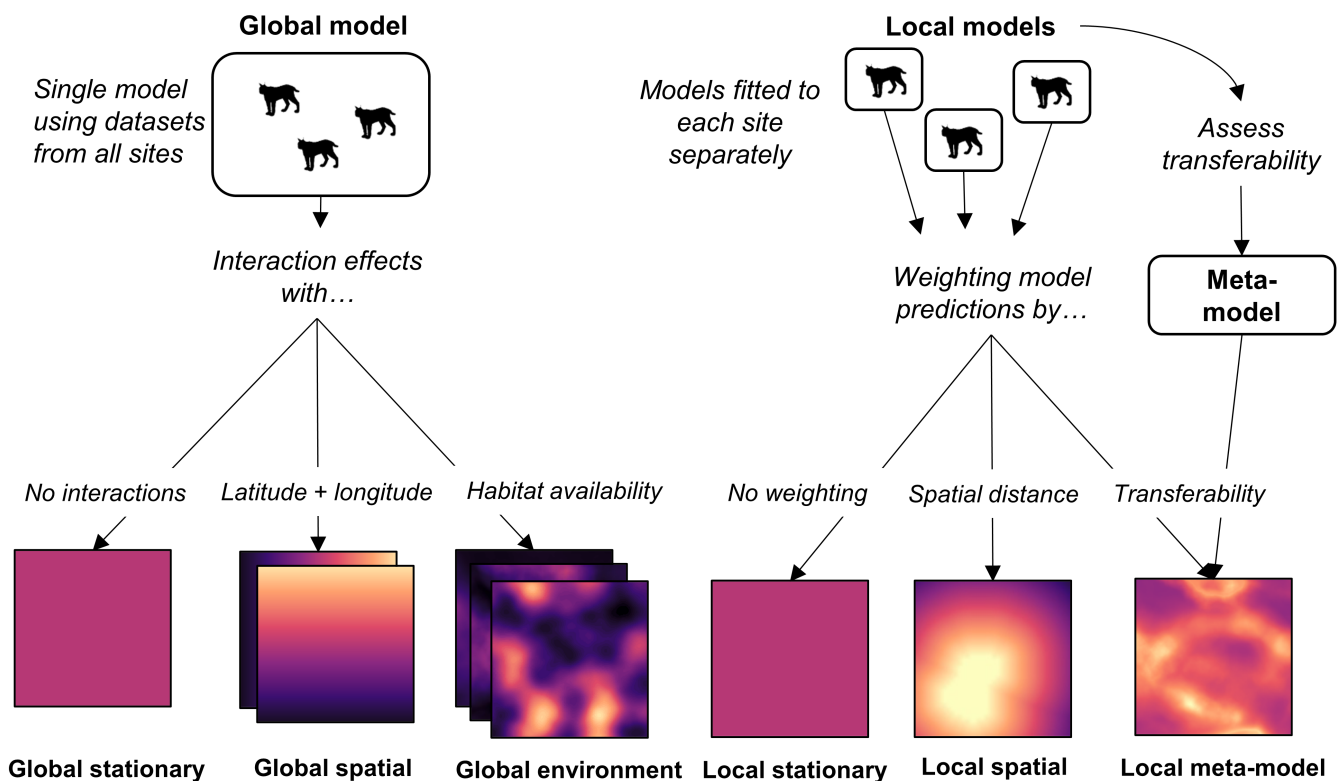 Global model
Single model
using datasets
from all sites
Interaction effects
with…
No interactions
Latitude + longitude
Habitat availability
Global stationary
Global spatial
Global environment
Local models
Models fitted to
each site
separately
Assess
transferability
Weighting model
predictions by…
Meta-
model
No weighting
Spatial distance
Transferability
Local stationary
Local spatial
Local meta-model